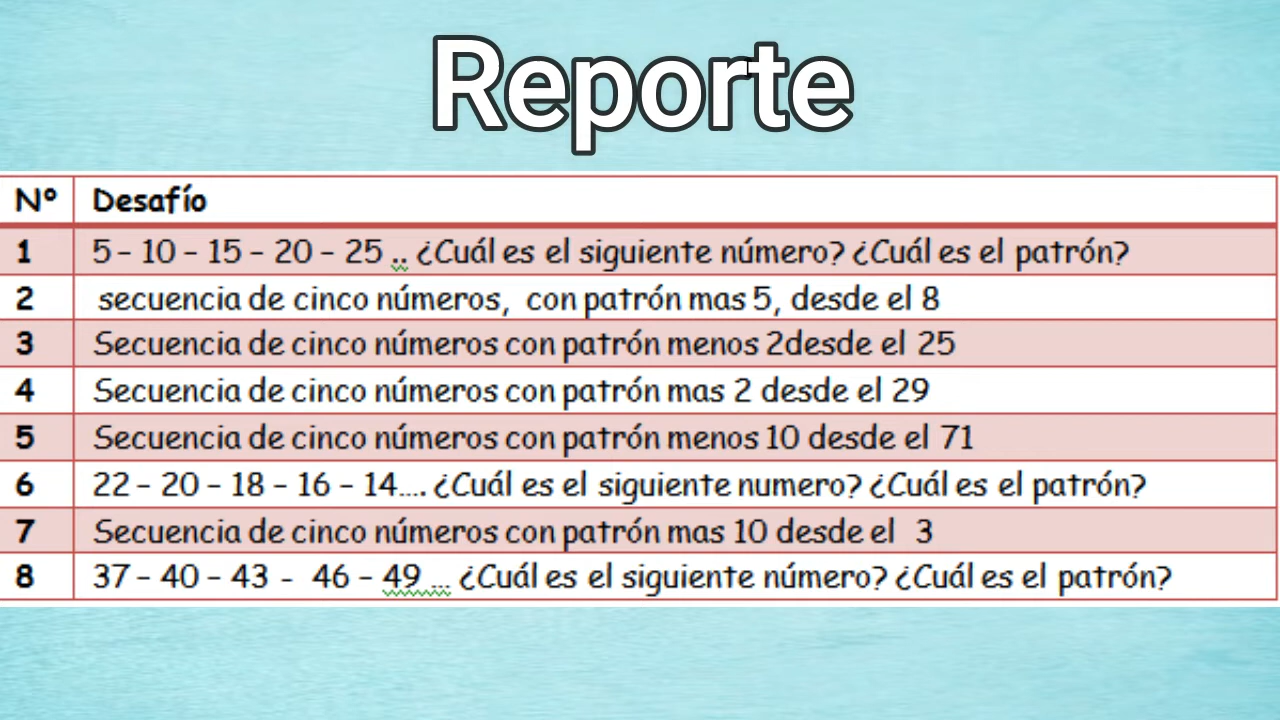 Reporte
Nº Desafío
1 5 – 10 – 15 – 20 – 25 .. ¿Cuál es el siguiente número? ¿Cuál es el patrón?
2 secuencia de cinco números, con patrón mas 5, desde el 8
3 Secuencia de cinco números con patrón menos 2desde el 25
4 Secuencia de cinco números con patrón mas 2 desde el 29
5 Secuencia de cinco números con patrón menos 10 desde el 71
6 22 – 20 – 18 – 16 – 14.... ¿Cuál es el siguiente numero? ¿Cuál es el patrón?
7 Secuencia de cinco números con patrón mas 10 desde el 3
8 37 – 40 – 43 - 46 – 49 ... ¿Cuál es el siguiente número? ¿Cuál es el patrón?